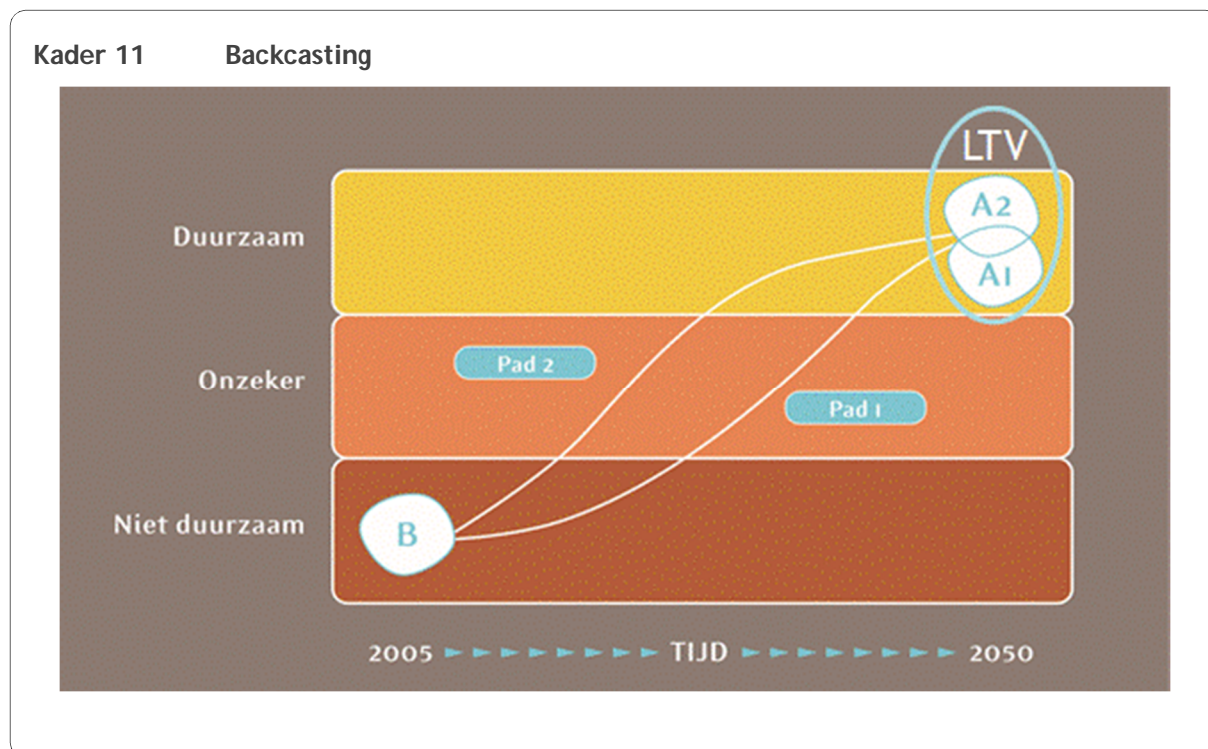 Kader 11 Backcasting
LTV
A2
Duurzaam
A1
Pad 2
Onzeker
Pad 1
B
Niet duurzaam
2005 TIJD 2050